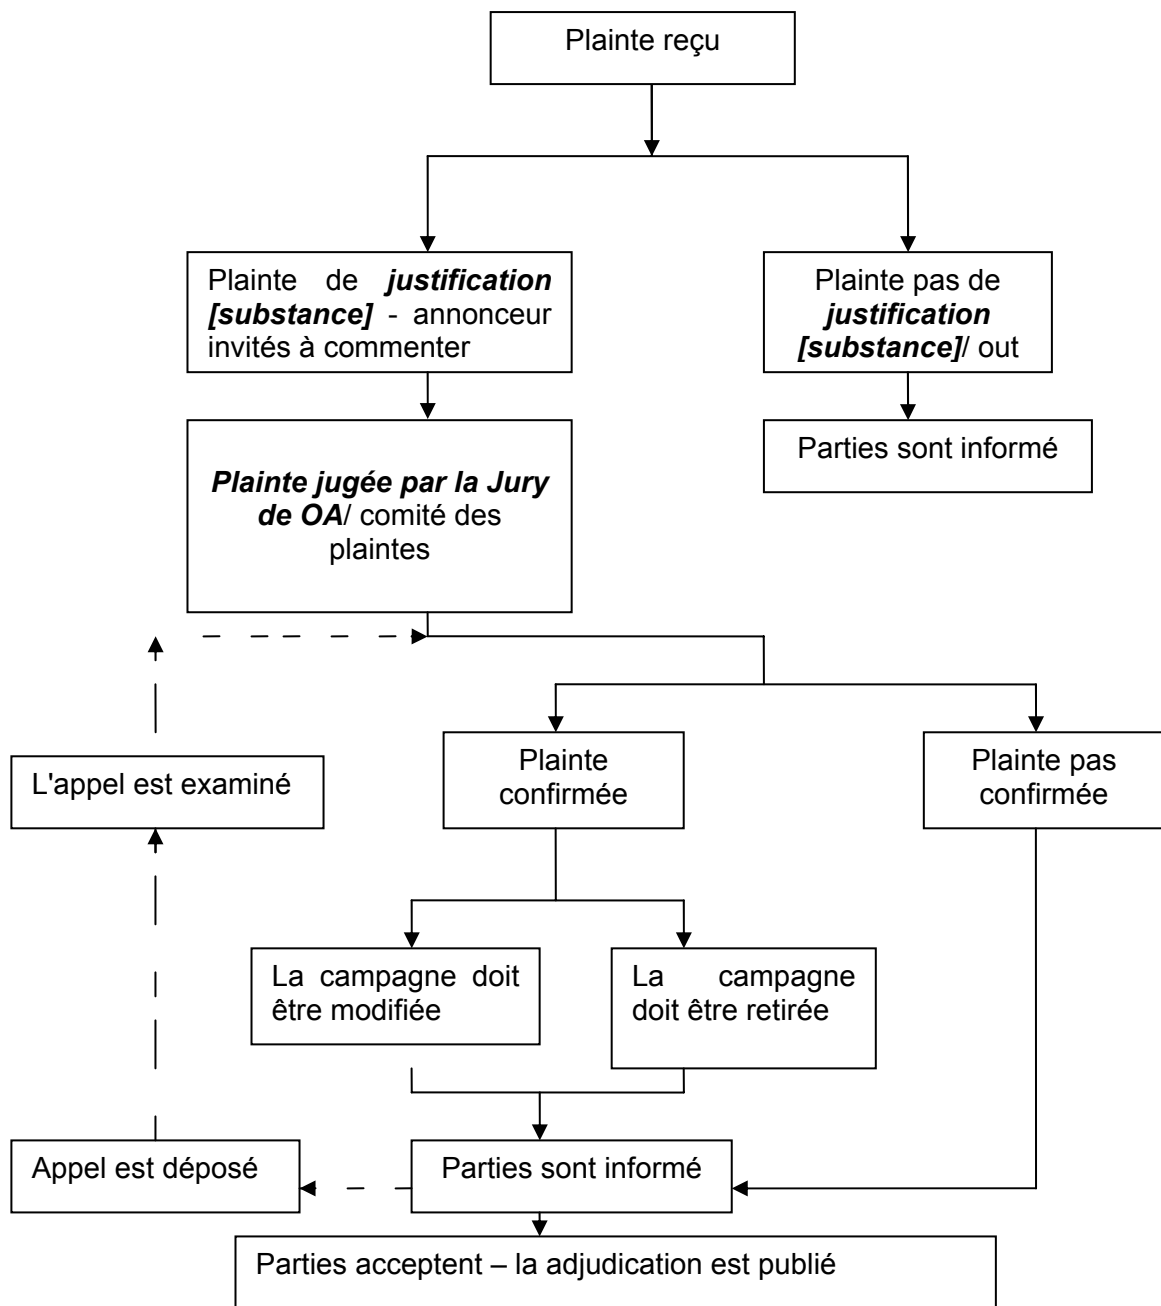 Plainte reçu
Plainte de justification
[substance] - annonceur
invités à commenter
Plainte pas de
justification
[substance]/ out
Parties sont informé
Plainte jugée par la Jury
de OA/ comité des
plaintes
L'appel est examiné
Plainte
confirmée
Plainte pas
confirmée
La campagne doit
être modifiée
La campagne
doit être retirée
Appel est déposé
Parties sont informé
Parties acceptent – la adjudication est publié